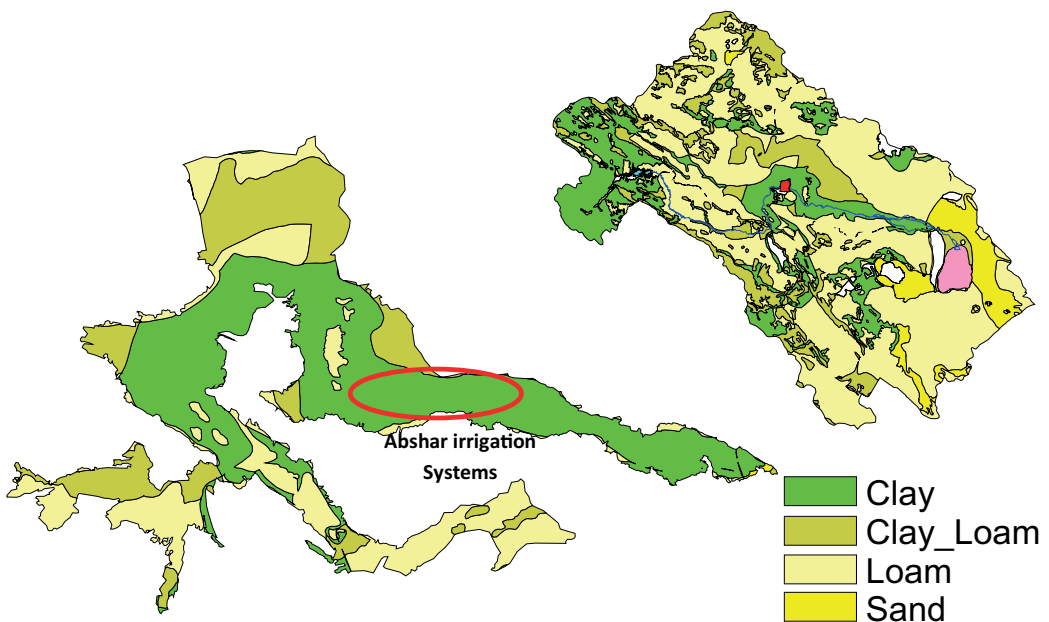 Abshar irrigation
Systems
Clay
Clay_Loam
Loam
Sand